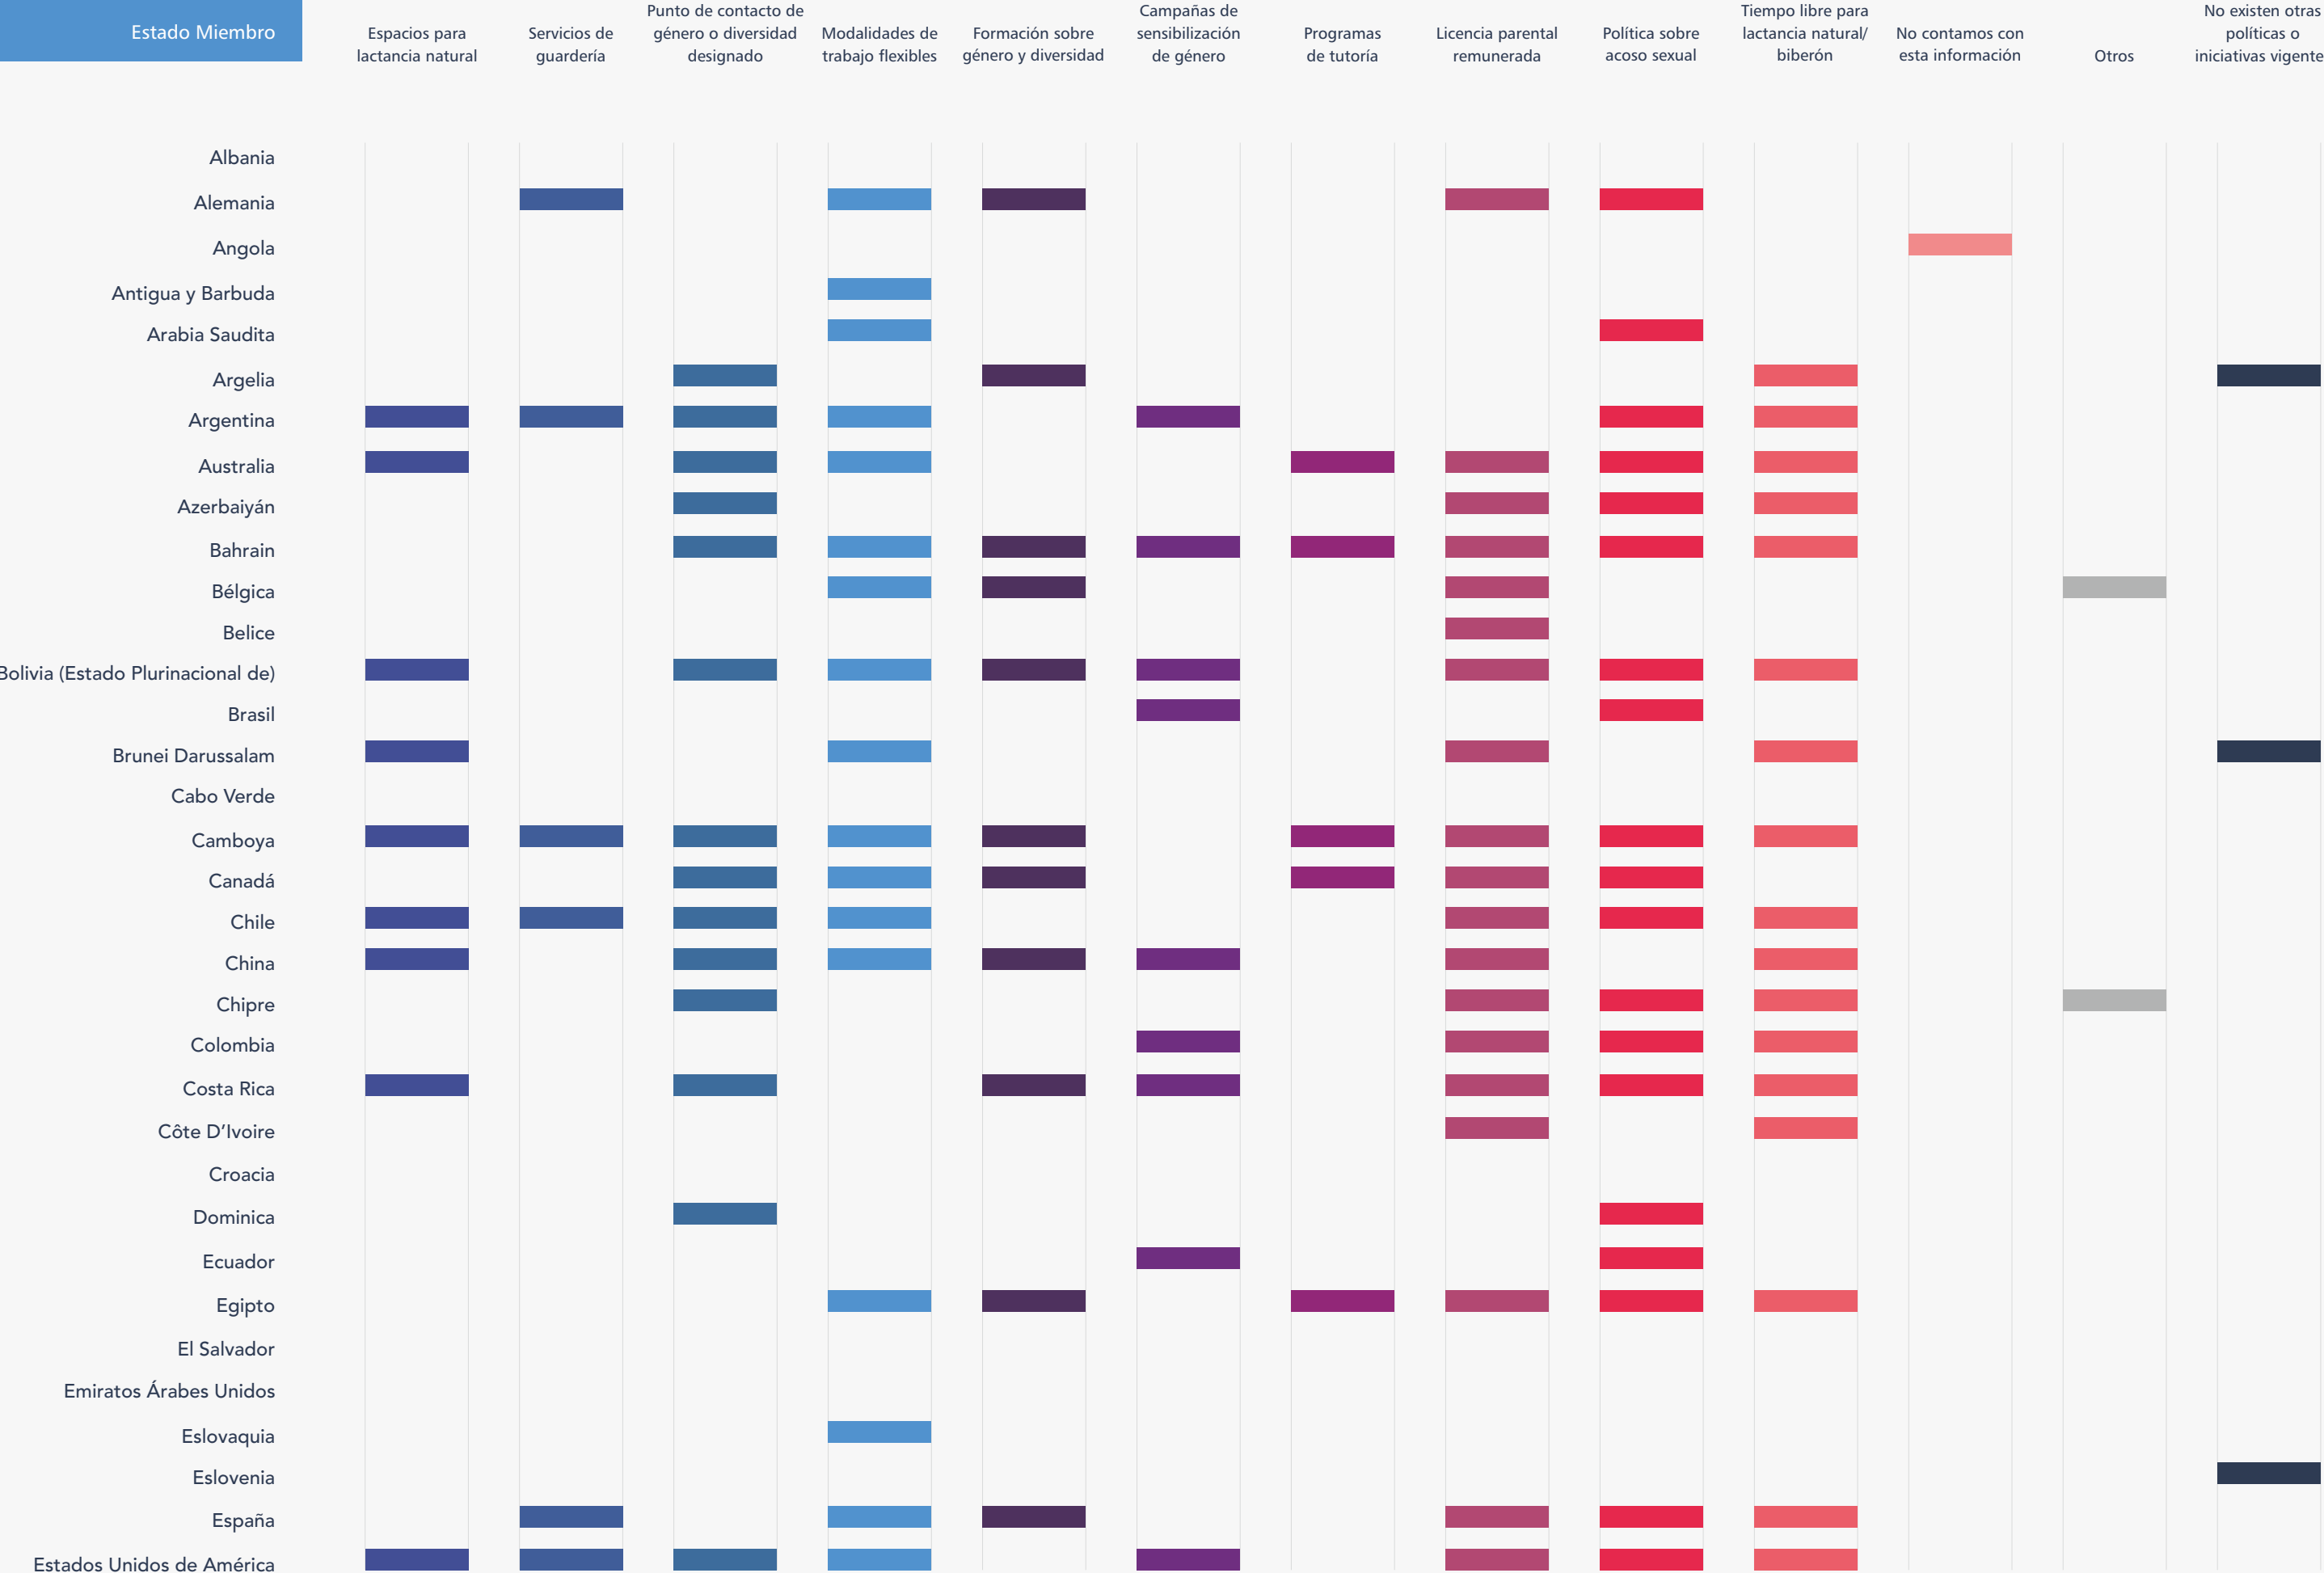 Estado Miembro
Espacios para
lactancia natural
Servicios de
guardería
Punto de contacto de
género o diversidad
designado
Modalidades de
trabajo flexibles
Formación sobre
género y diversidad
Campañas de
sensibilización
de género
Programas
de tutoría
Licencia parental
remunerada
Política sobre
acoso sexual
Tiempo libre para
lactancia natural/
biberón
No contamos con
esta información
Otros
No existen otras
políticas o
iniciativas vigente
Albania
Alemania
Angola
Antigua y Barbuda
Arabia Saudita
Argelia
Argentina
Australia
Azerbaiyán
Bahrain
Bélgica
Belice
Bolivia (Estado Plurinacional de)
Brasil
Brunei Darussalam
Cabo Verde
Camboya
Canadá
Chile
China
Chipre
Colombia
Costa Rica
Côte D’Ivoire
Croacia
Dominica
Ecuador
Egipto
El Salvador
Emiratos Árabes Unidos
Eslovaquia
Eslovenia
España
Estados Unidos de América